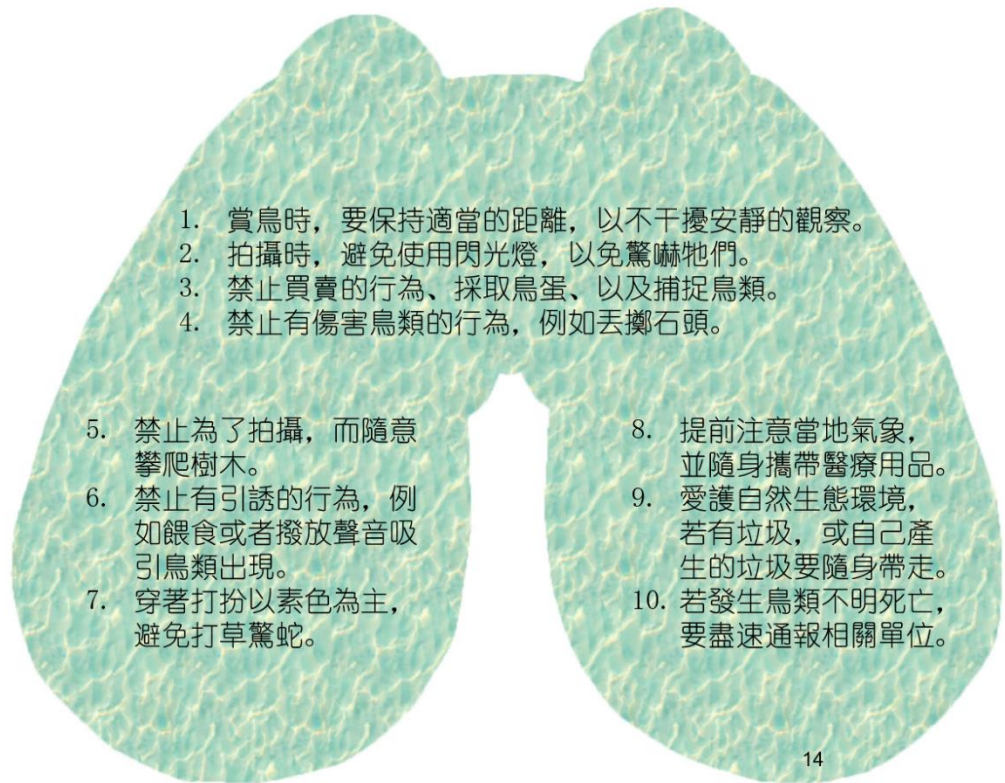 1. 賞鳥時，要保持適當的距離，以不干擾安靜的觀察。
2. 拍攝時，避免使用閃光燈，以免驚嚇牠們。
3. 禁止買賣的行為、採取鳥蛋、以及捕捉鳥類。
4. 禁止有傷害鳥類的行為，例如丟擲石頭。
5. 禁止為了拍攝，而隨意
攀爬樹木。
6. 禁止有引誘的行為，例
如餵食或者撥放聲音吸
引鳥類出現。
7. 穿著打扮以素色為主，
避免打草驚蛇。
8. 提前注意當地氣象，
並隨身攜帶醫療用品。
9. 愛護自然生態環境，
若有垃圾，或自己產
生的垃圾要隨身帶走。
10. 若發生鳥類不明死亡，
要盡速通報相關單位。
14